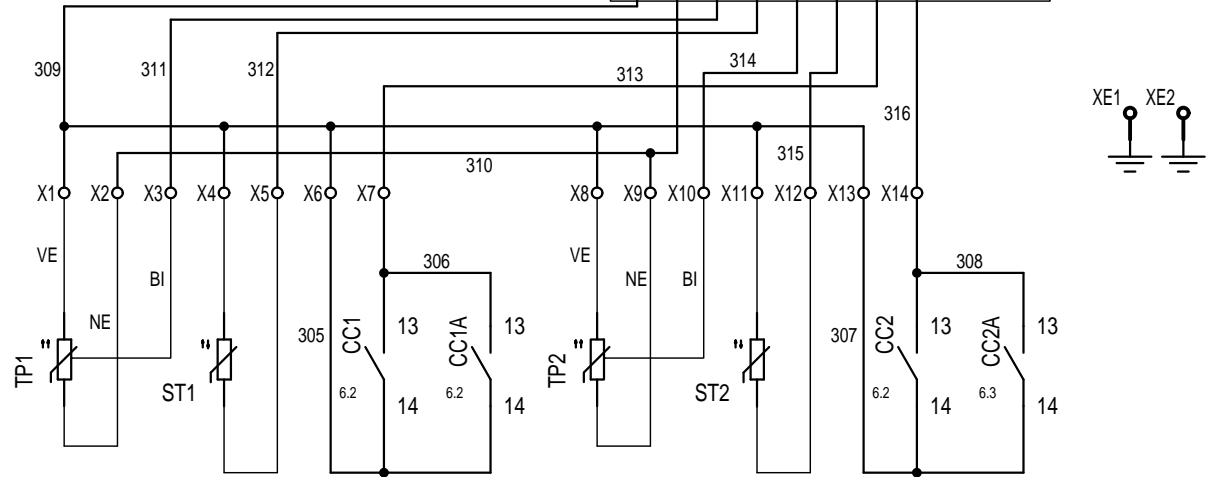 309
311
312
313
314
316
XE1
XE2
310
315
X1
X2
X3
X4
X5
X6
X7
X8
X9
X10
X11
X12
X13
X14
VE
BI
VE
NE
BI
306
308
NE
305
CC1
13
CC1A
13
307
CC2
13
CC2A
13
TP1
ST1
TP2
ST2
6.2
14
6.2
14
6.2
14
6.3
14